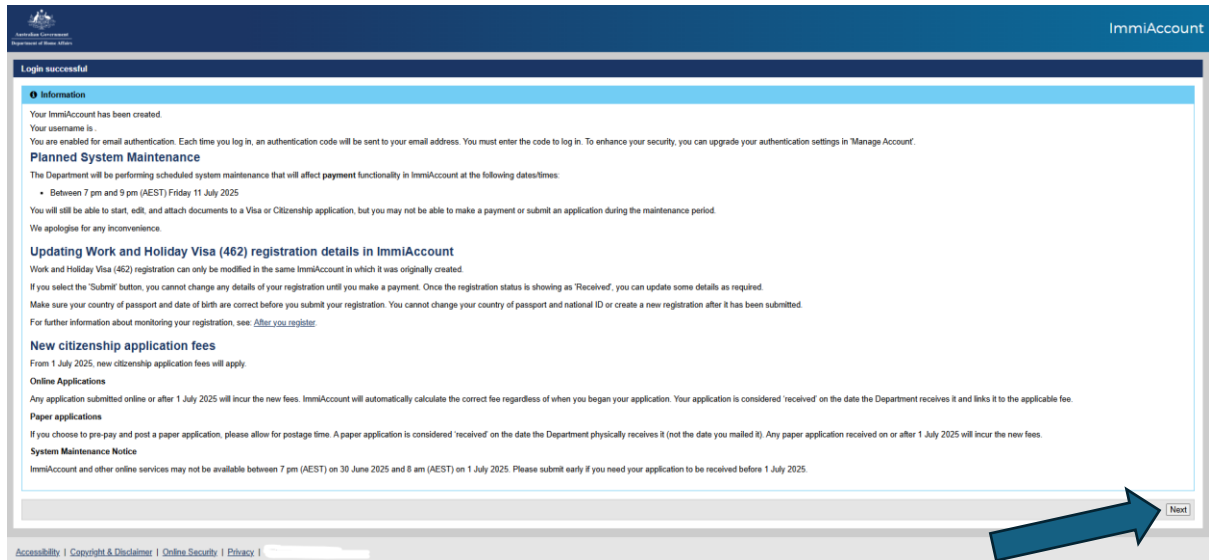 Australian Government
Department of Home Affairs
ImmiAccount
Login successful
Information
Your ImmiAccount has been created.
Your username is .
You are enabled for email authentication. Each time you log in, an authentication code will be sent to your email address. You must enter the code to log in. To enhance your security, you can upgrade your authentication settings in 'Manage Account'.
Planned System Maintenance
The Department will be performing scheduled system maintenance that will affect payment functionality in ImmiAccount at the following dates/times:
• Between 7 pm and 9 pm (AEST) Friday 11 July 2025
You will still be able to start, edit, and attach documents to a Visa or Citizenship application, but you may not be able to make a payment or submit an application during the maintenance period.
We apologise for any inconvenience.
Updating Work and Holiday Visa (462) registration details in ImmiAccount
Work and Holiday Visa (462) registration can only be modified in the same ImmiAccount in which it was originally created.
If you select the 'Submit' button, you cannot change any details of your registration until you make a payment. Once the registration status is showing as 'Received', you can update some details as required.
Make sure your country of passport and date of birth are correct before you submit your registration. You cannot change your country of passport and national ID or create a new registration after it has been submitted.
For further information about monitoring your registration, see: After you register.
New citizenship application fees
From 1 July 2025, new citizenship application fees will apply.
Online Applications
Any application submitted online or after 1 July 2025 will incur the new fees. ImmiAccount will automatically calculate the correct fee regardless of when you began your application. Your application is considered 'received' on the date the Department receives it and links it to the applicable fee.
Paper applications
If you choose to pre-pay and post a paper application, please allow for postage time. A paper application is considered 'received' on the date the Department physically receives it (not the date you mailed it). Any paper application received on or after 1 July 2025 will incur the new fees.
System Maintenance Notice
ImmiAccount and other online services may not be available between 7 pm (AEST) on 30 June 2025 and 8 am (AEST) on 1 July 2025. Please submit early if you need your application to be received before 1 July 2025.
Next
Accessibility | Copyright & Disclaimer | Online Security | Privacy |